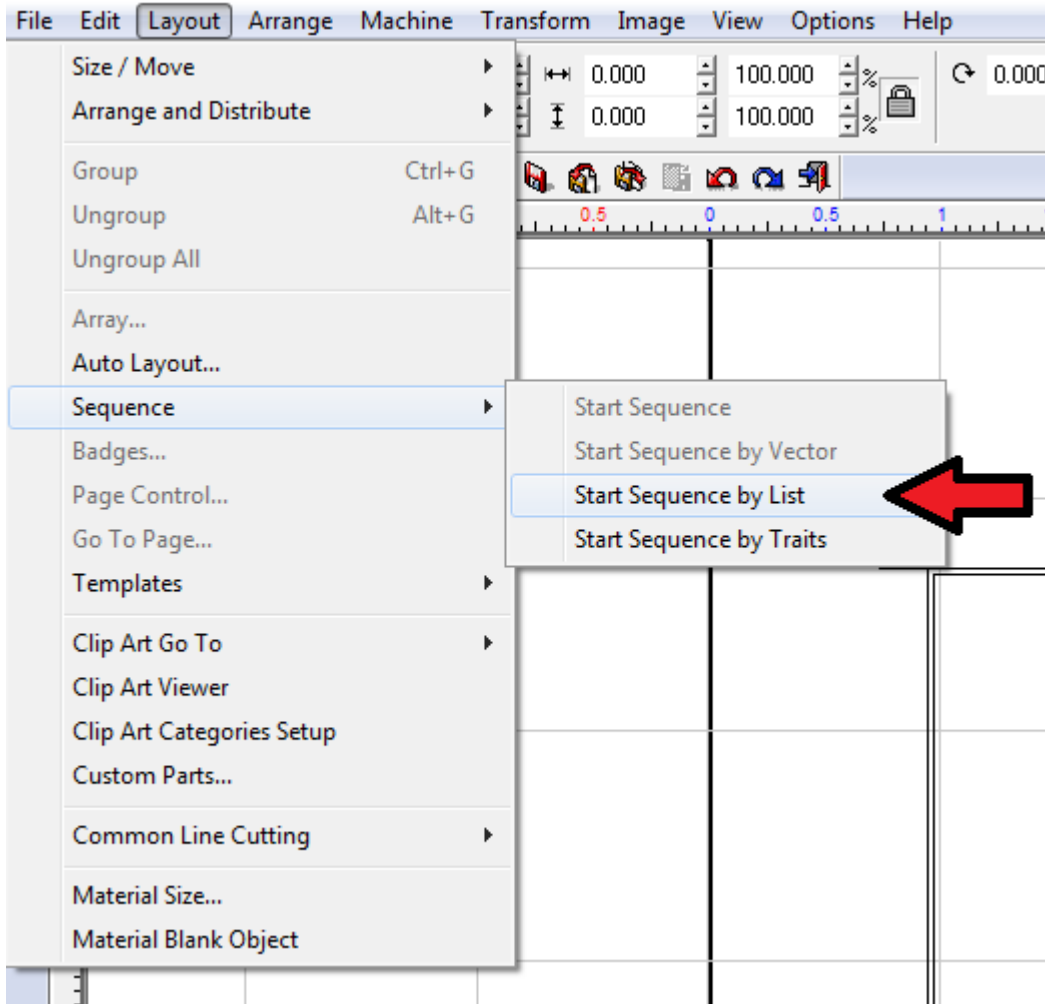 File Edit Layout Arrange Machine Transform Image View Options Help
Size / Move
Arrange and Distribute
Group Ctrl+G
Ungroup Alt+G
Ungroup All
Array...
Auto Layout...
Sequence
Badges...
Page Control...
Go To Page...
Templates
Clip Art Go To
Clip Art Viewer
Clip Art Categories Setup
Custom Parts...
Common Line Cutting
Material Size...
Material Blank Object
0.000 100.000 % 0.000
0.000 100.000 %
0.5 0 0.5 1
Start Sequence
Start Sequence by Vector
Start Sequence by List
Start Sequence by Traits